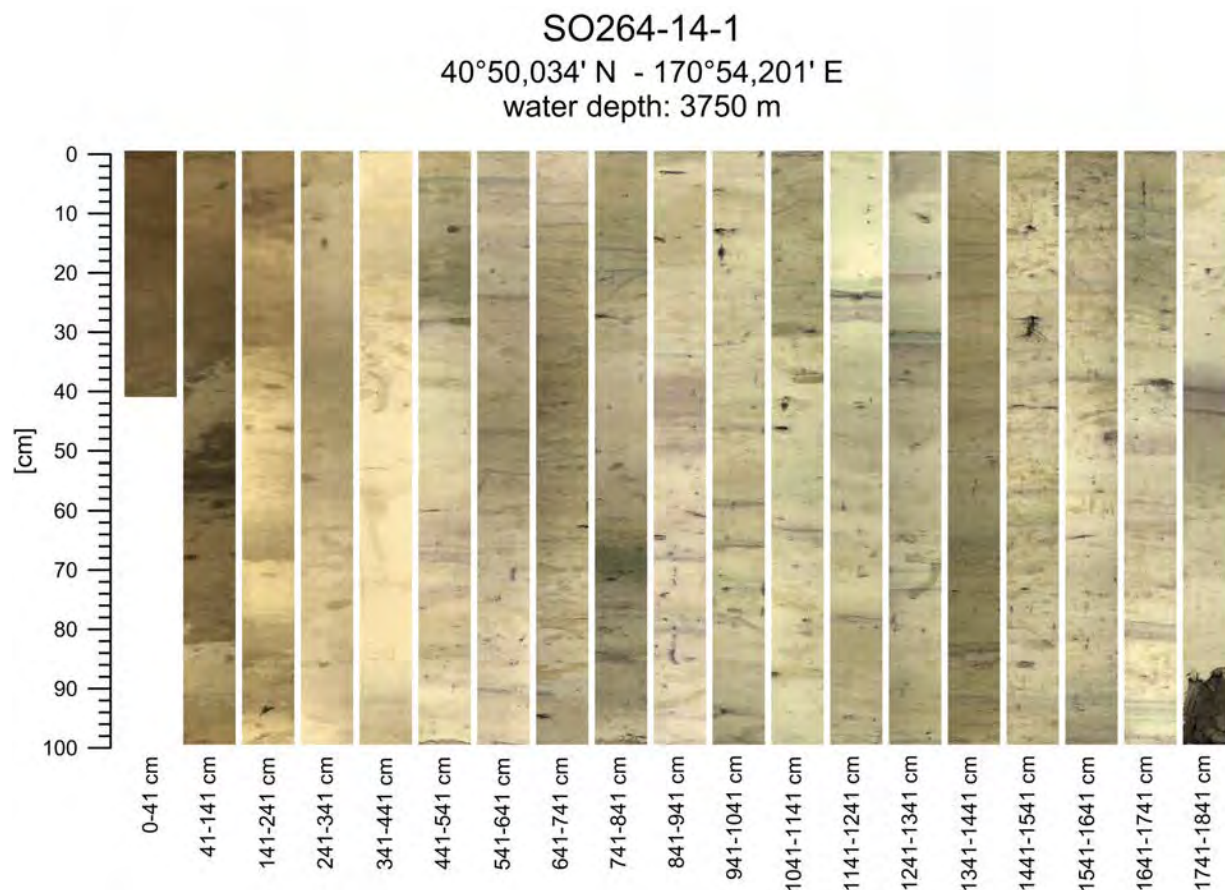 SO264-14-1
40°50,034' N - 170°54,201' E
water depth: 3750 m
[cm]
0
10
20
30
40
50
60
70
80
90
100
0-41 cm
41-141 cm
141-241 cm
241-341 cm
341-441 cm
441-541 cm
541-641 cm
641-741 cm
741-841 cm
841-941 cm
941-1041 cm
1041-1141 cm
1141-1241 cm
1241-1341 cm
1341-1441 cm
1441-1541 cm
1541-1641 cm
1641-1741 cm
1741-1841 cm